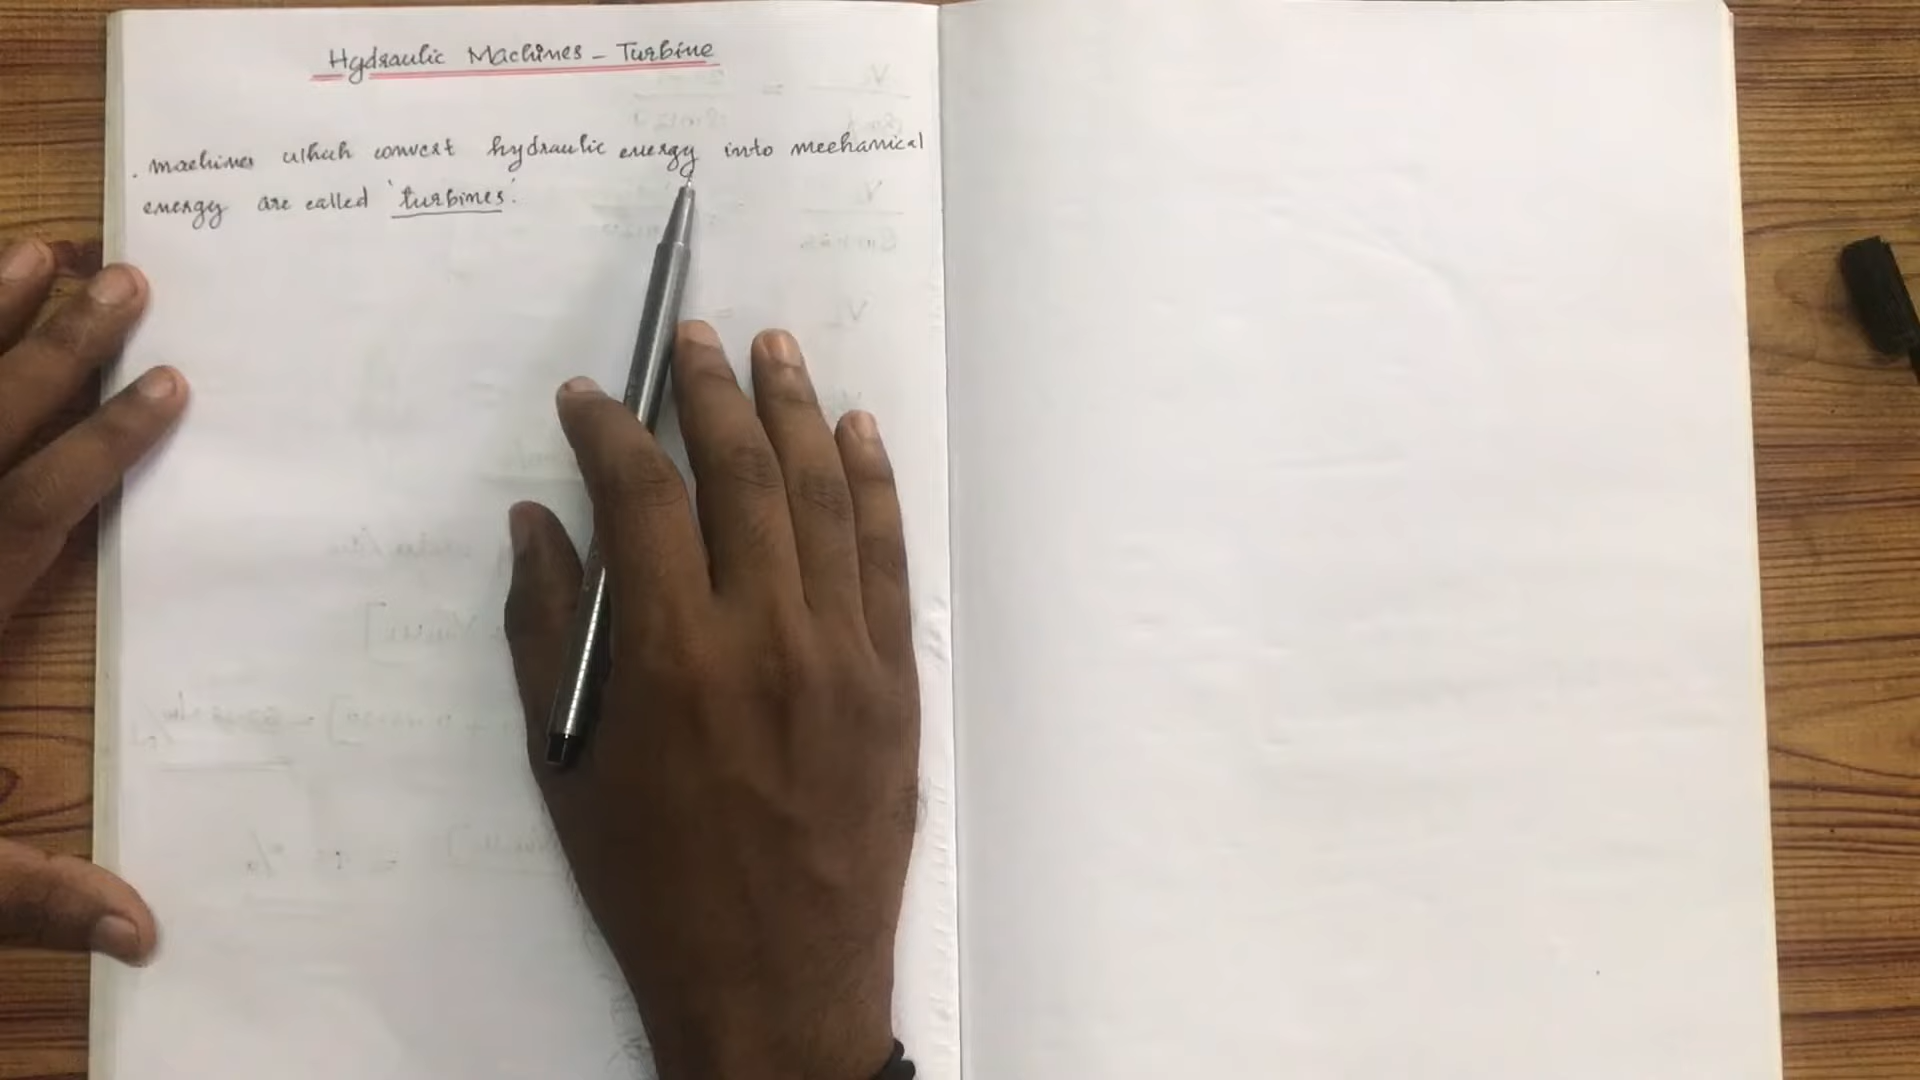 Hydraulic Machines - Turbine
. machines which convert hydraulic energy into mechanical
energy are called 'turbines'.